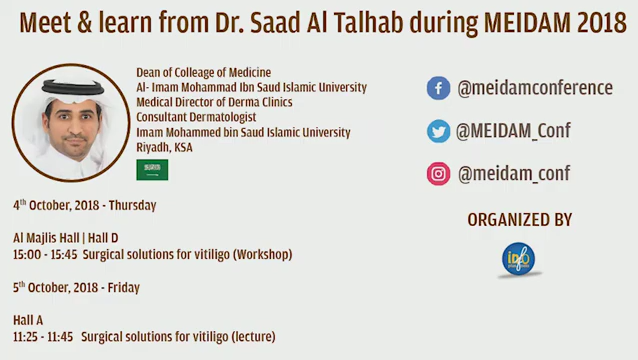 Meet & learn from Dr. Saad Al Talhab during MEIDAM 2018
Dean of Colleage of Medicine
Al- Imam Mohammad Ibn Saud Islamic University
Medical Director of Derma Clinics
Consultant Dermatologist
Imam Mohammed bin Saud Islamic University
Riyadh, KSA
4th October, 2018 - Thursday
Al Majlis Hall | Hall D
15:00 - 15:45 Surgical solutions for vitiligo (Workshop)
5th October, 2018 - Friday
Hall A
11:25 - 11:45 Surgical solutions for vitiligo (lecture)
@meidamconference
@MEIDAM_Conf
@meidam_conf
ORGANIZED BY